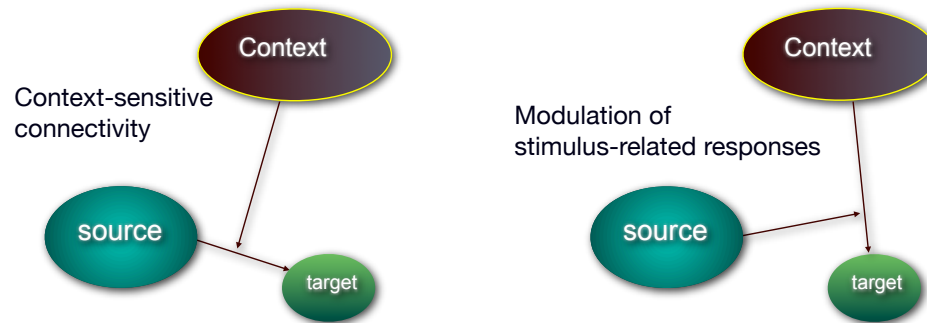 Context
Context-sensitive
connectivity
source
target
Context
Modulation of
stimulus-related responses
source
target